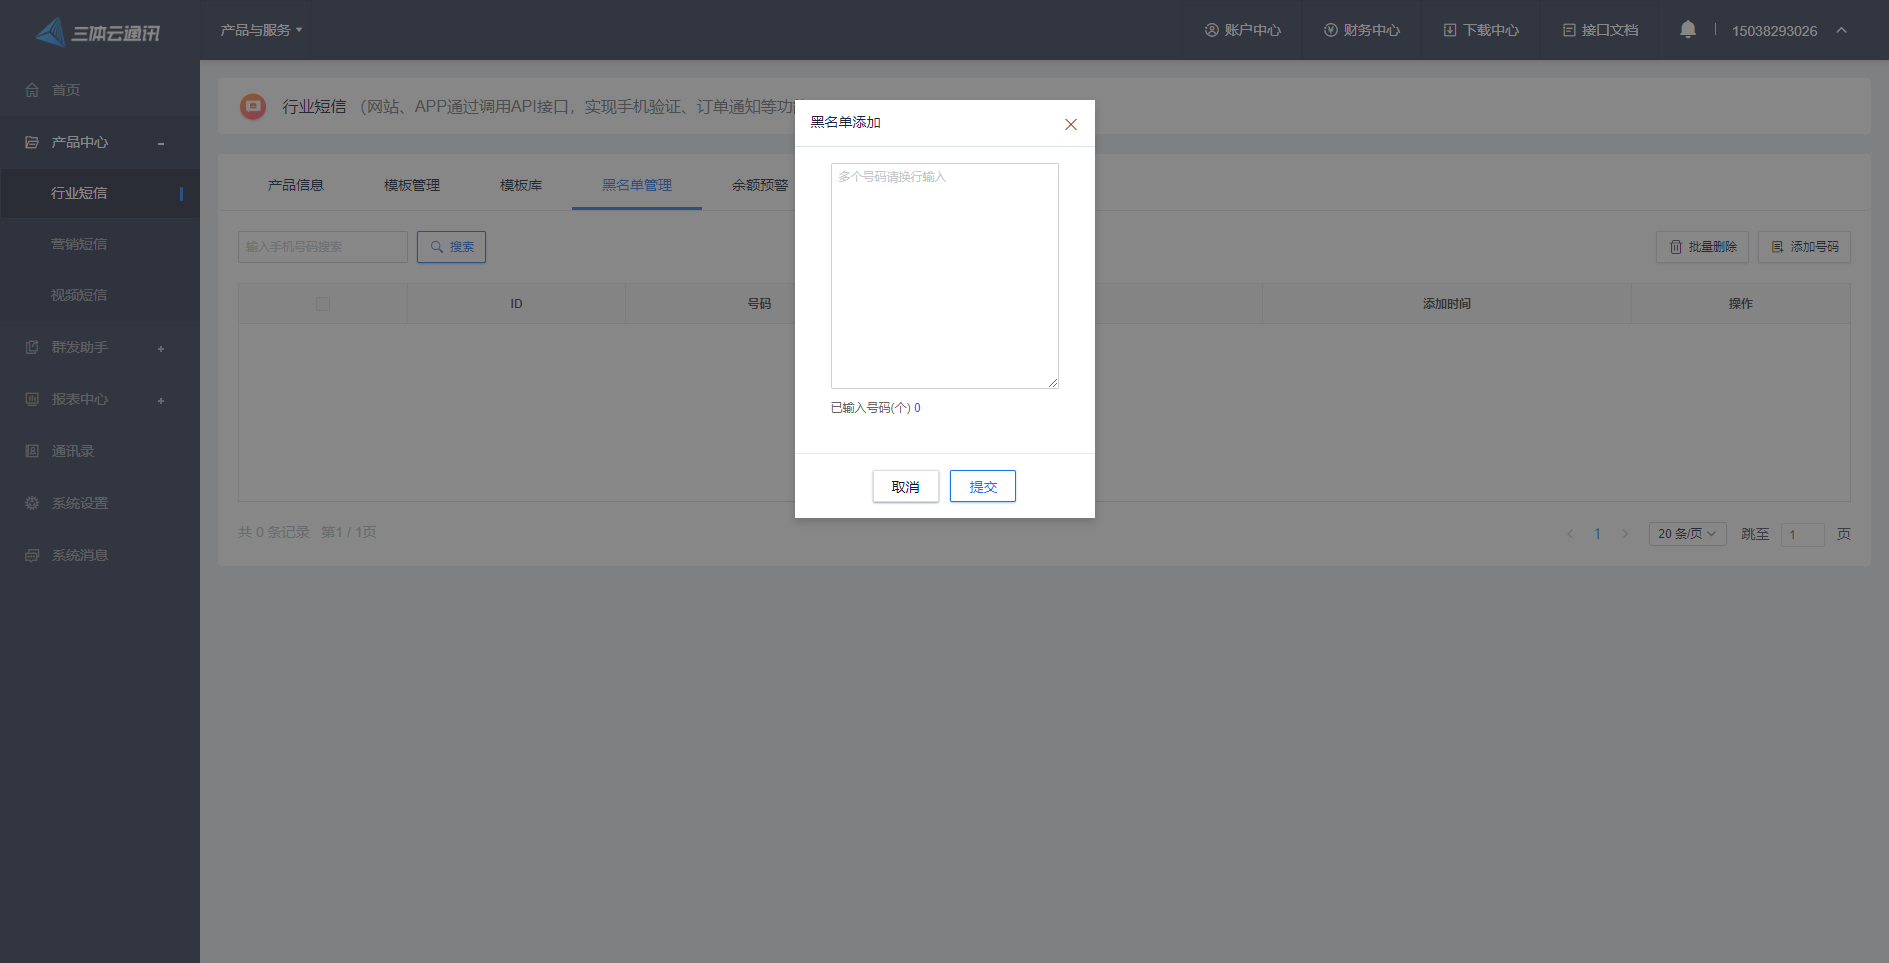 三体云通讯
产品与服务
账户中心
财务中心
下载中心
接口文档
15038293026
首页
产品中心
行业短信
营销短信
视频短信
群发助手
报表中心
通讯录
系统设置
系统消息
行业短信 （网站、APP通过调用API接口，实现手机验证、订单通知等功
产品信息
模板管理
模板库
黑名单管理
余额预警
输入手机号码搜索
搜索
批量删除
添加号码
ID
号码
添加时间
操作
共 0 条记录 第1 / 1页
1
20 条/页
跳至
1
页
黑名单添加
多个号码请换行输入
已输入号码(个) 0
取消
提交